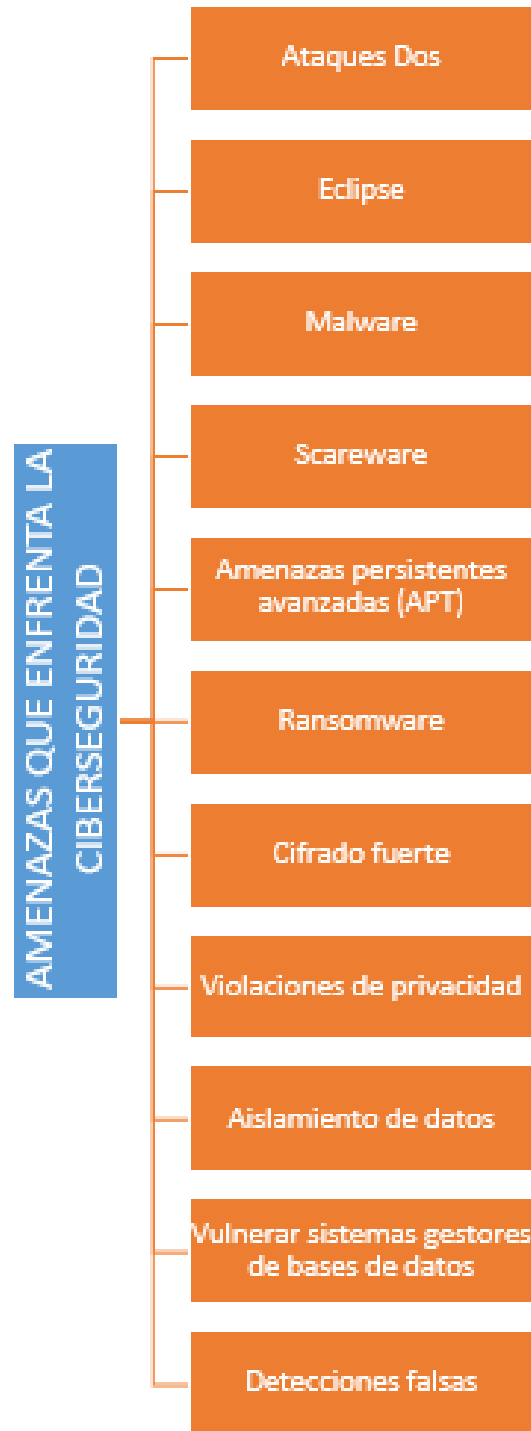 AMENAZAS QUE ENFRENTA LA
CIBERSEGURIDAD
Ataques Dos
Eclipse
Malware
Scareware
Amenazas persistentes
avanzadas (APT)
Ransomware
Cifrado fuerte
Violaciones de privacidad
Aislamiento de datos
Vulnerar sistemas gestores
de bases de datos
Detecciones falsas